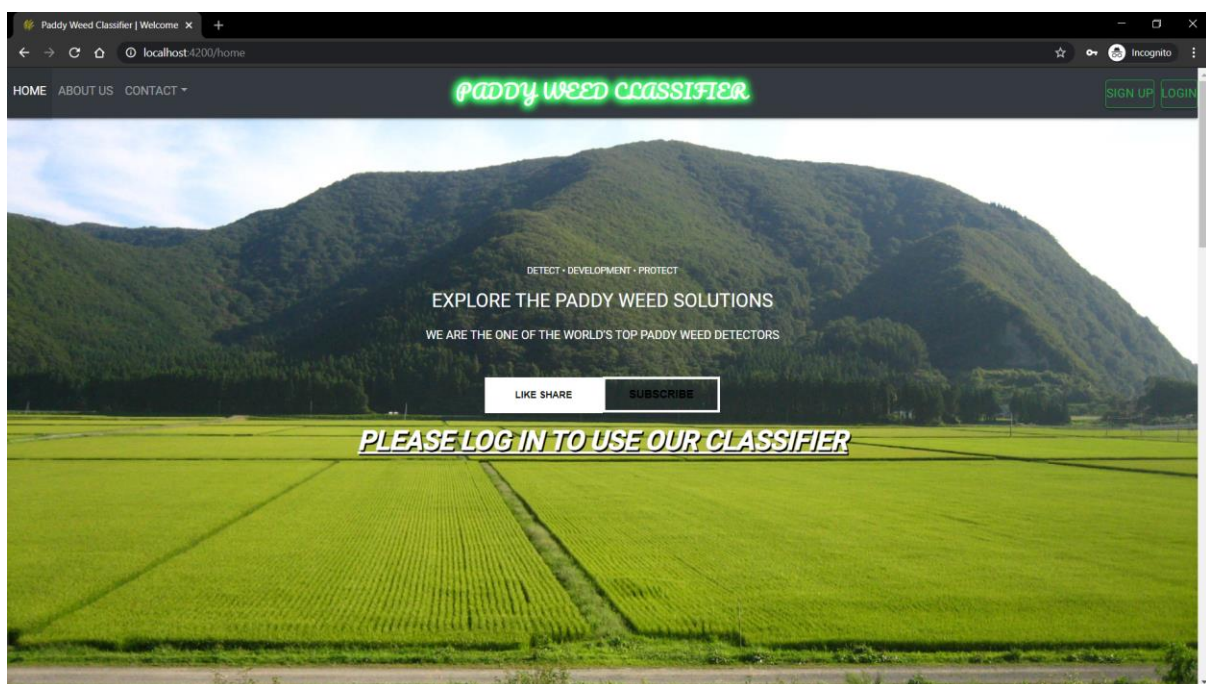 Paddy Weed Classifier | Welcome
localhost:4200/home
Incognito
HOME ABOUT US CONTACT
PADDY WEED CLASSIFIER
SIGN UP LOGIN
DETECT • DEVELOPMENT • PROTECT
EXPLORE THE PADDY WEED SOLUTIONS
WE ARE THE ONE OF THE WORLD'S TOP PADDY WEED DETECTORS
LIKE SHARE SUBSCRIBE
PLEASE LOG IN TO USE OUR CLASSIFIER